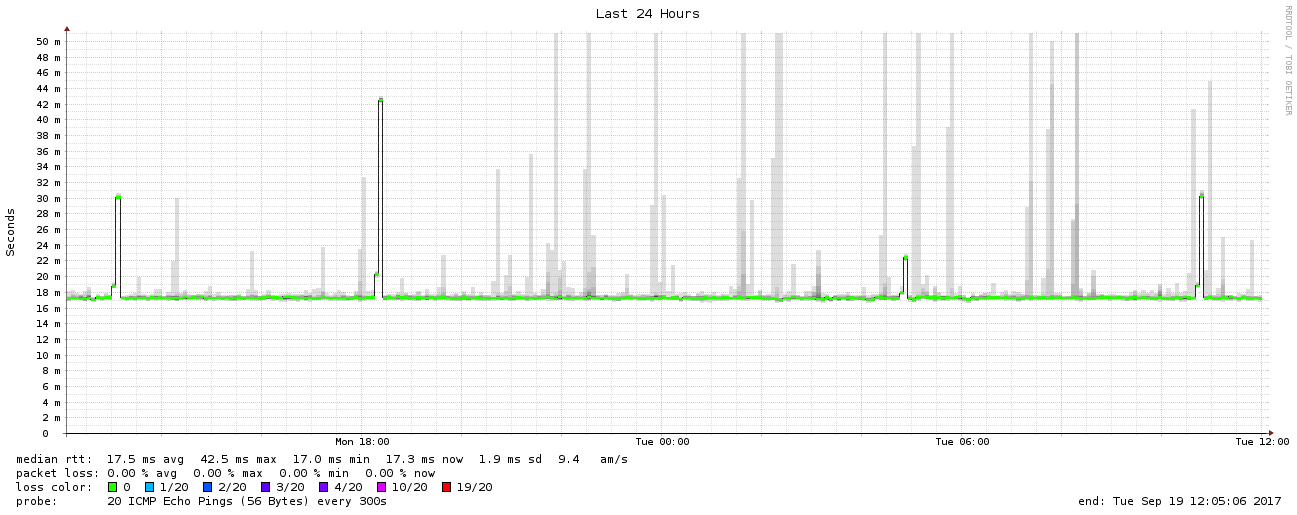 Last 24 Hours
RRDTOOL / TOBI OETIKER
Seconds
50 m
48 m
46 m
44 m
42 m
40 m
38 m
36 m
34 m
32 m
30 m
28 m
26 m
24 m
22 m
20 m
18 m
16 m
14 m
12 m
10 m
8 m
6 m
4 m
2 m
0
Mon 18:00 Tue 00:00 Tue 06:00 Tue 12:00
median rtt: 17.5 ms avg 42.5 ms max 17.0 ms min 17.3 ms now 1.9 ms sd 9.4 am/s
packet loss: 0.00 % avg 0.00 % max 0.00 % min 0.00 % now
loss color: 0 1/20 2/20 3/20 4/20 10/20 19/20
probe: 20 ICMP Echo Pings (56 Bytes) every 300s end: Tue Sep 19 12:05:06 2017